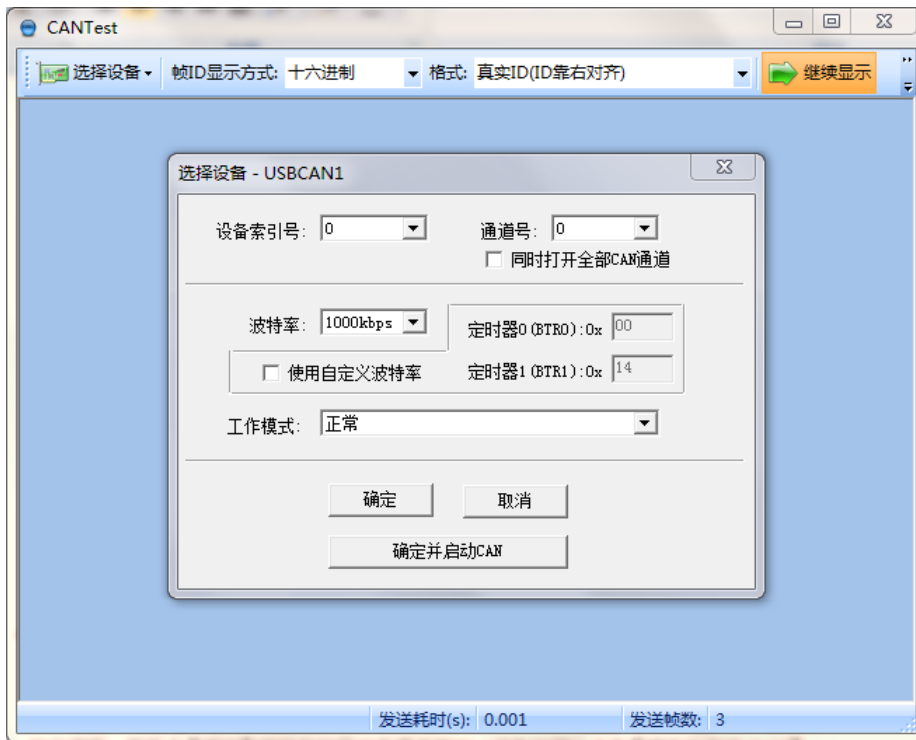 CANTest
选择设备 帧ID显示方式: 十六进制 格式: 真实ID(ID靠右对齐) 继续显示
选择设备 - USBCAN1
设备索引号: 0 通道号: 0
同时打开全部CAN通道
波特率: 1000kbps 定时器0(BTR0):0x 00
使用自定义波特率 定时器1(BTR1):0x 14
工作模式: 正常
确定 取消
确定并启动CAN
发送耗时(s): 0.001 发送帧数: 3